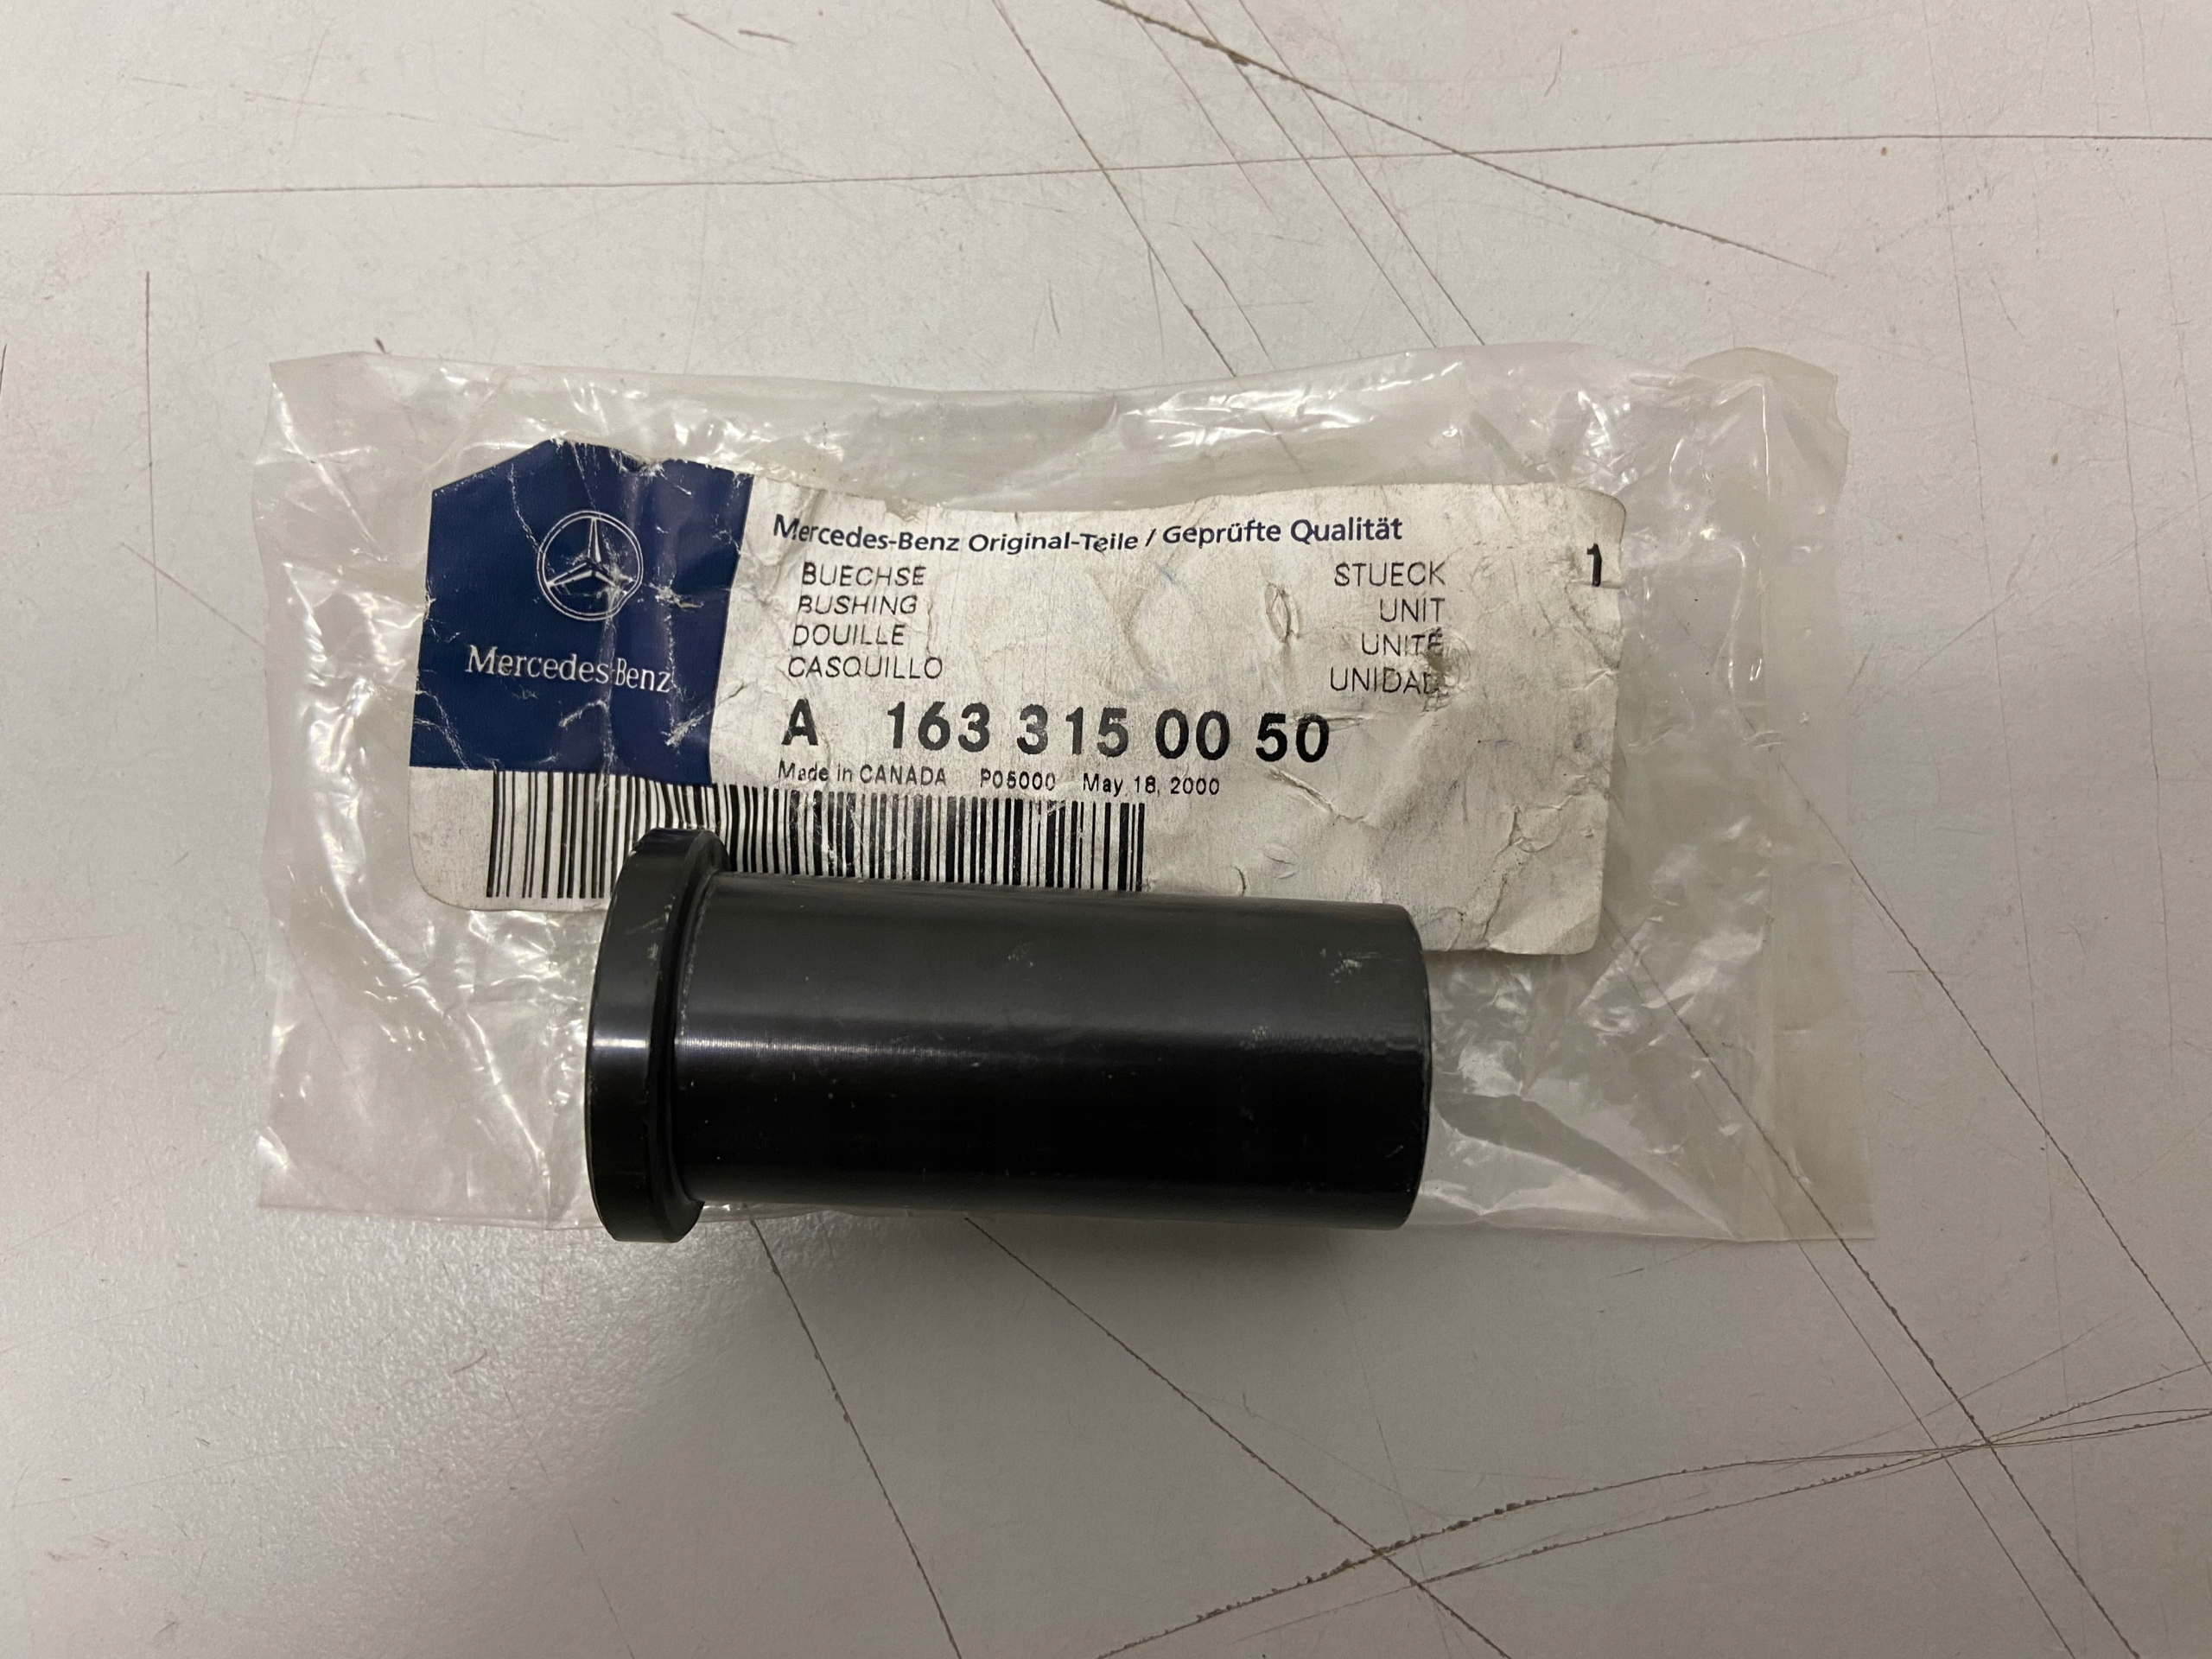 Mercedes-Benz
Mercedes-Benz Original-Teile / Geprüfte Qualität
BUECHSE STUECK 1
BUSHING UNIT
DOUILLE UNITÉ
CASQUILLO UNIDAD
A 163 315 00 50
Made in CANADA P05000 May 18, 2000